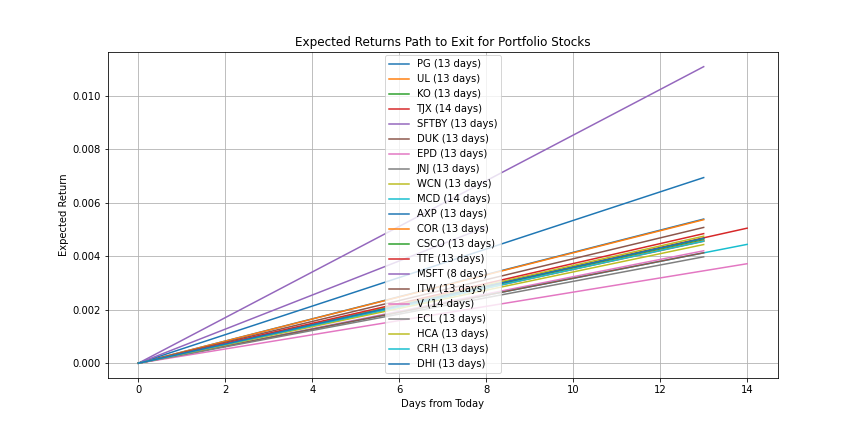 Expected Returns Path to Exit for Portfolio Stocks
PG (13 days)
UL (13 days)
KO (13 days)
TJX (14 days)
SFTBY (13 days)
DUK (13 days)
EPD (13 days)
JNJ (13 days)
WCN (13 days)
MCD (14 days)
AXP (13 days)
COR (13 days)
CSCO (13 days)
TTE (13 days)
MSFT (8 days)
ITW (13 days)
V (14 days)
ECL (13 days)
HCA (13 days)
CRH (13 days)
DHI (13 days)
Expected Return
0.010
0.008
0.006
0.004
0.002
0.000
0
2
4
6
8
10
12
14
Days from Today